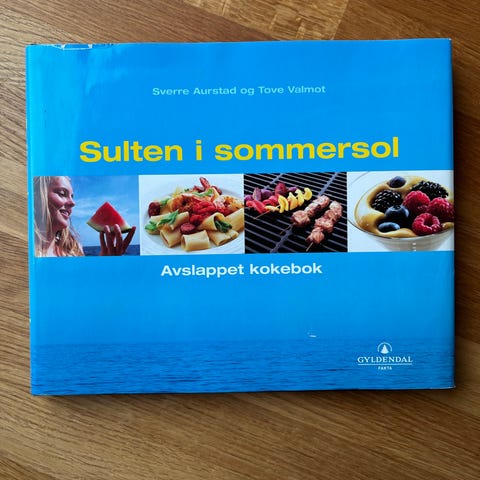 Sverre Aurstad og Tove Valmot
Sulten i sommersol
Avslappet kokebok
GYLDENDAL
FAKTA